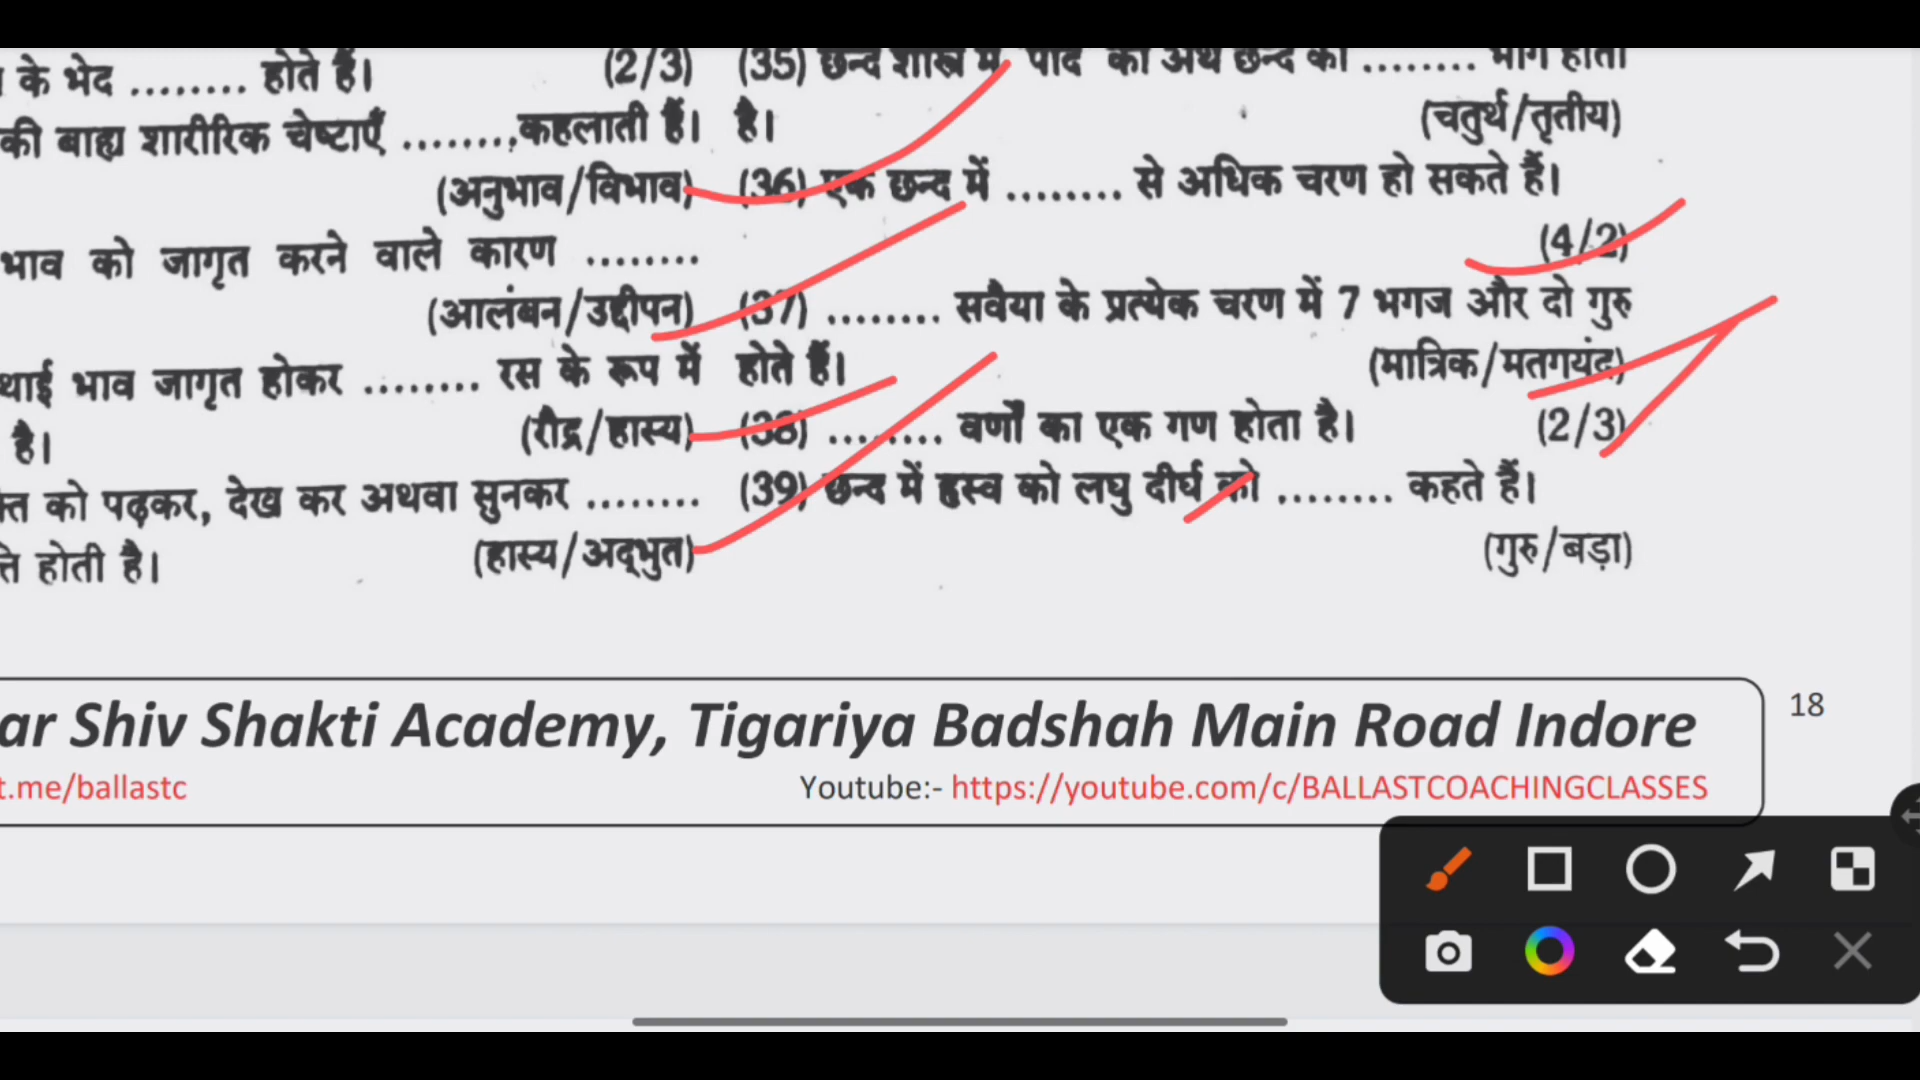 के भेद ........ होते हैं। (2/3)
की बाह्य शारीरिक चेष्टाएँ ........कहलाती हैं।
(अनुभाव/विभाव)
भाव को जागृत करने वाले कारण ........
(आलंबन/उद्दीपन)
थाई भाव जागृत होकर ........ रस के रूप में
है। (रौद्र/हास्य)
क्ति को पढ़कर, देख कर अथवा सुनकर ........
त्ति होती है। (हास्य/अद्भुत)
(35) छन्द शास्त्र में 'पाद' का अर्थ छन्द का ........ भाग होता
है। (चतुर्थ/तृतीय)
(36) एक छन्द में ........ से अधिक चरण हो सकते हैं।
(4/2)
(37) ........ सवैया के प्रत्येक चरण में 7 भगज और दो गुरु
होते हैं। (मात्रिक/मतगयंद)
(38) ........ वर्णों का एक गण होता है। (2/3)
(39) छन्द में ह्रस्व को लघु दीर्घ को ........ कहते हैं।
(गुरु/बड़ा)
ar Shiv Shakti Academy, Tigariya Badshah Main Road Indore
18
t.me/ballastc Youtube:- https://youtube.com/c/BALLASTCOACHINGCLASSES